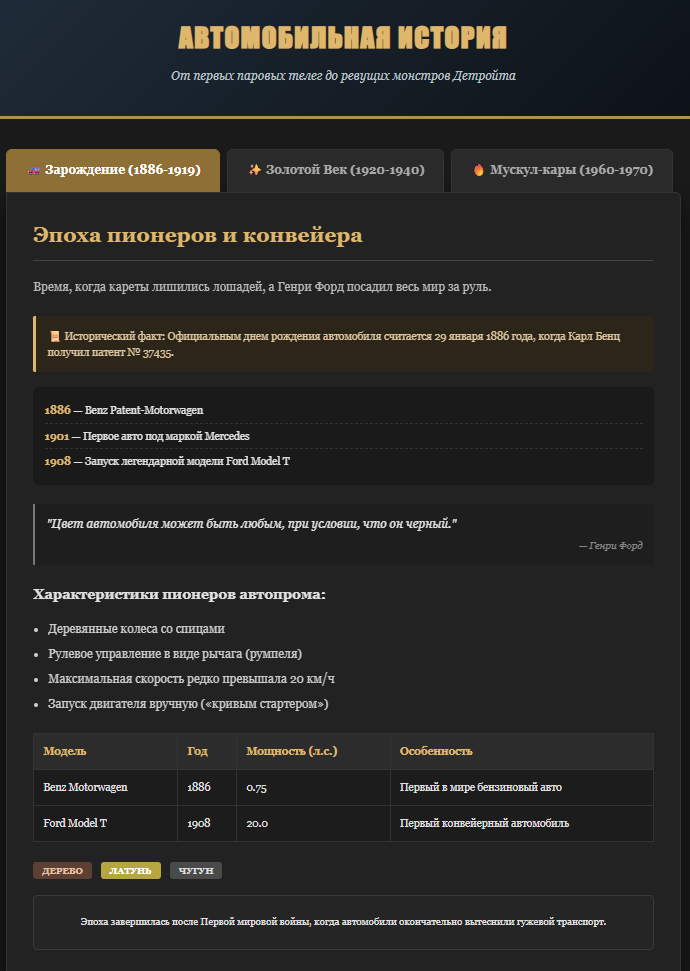 АВТОМОБИЛЬНАЯ ИСТОРИЯ
От первых паровых телег до ревущих монстров Детройта
🚗 Зарождение (1886-1919)
✨ Золотой Век (1920-1940)
🔥 Мускул-кары (1960-1970)
Эпоха пионеров и конвейера
Время, когда кареты лишились лошадей, а Генри Форд посадил весь мир за руль.
📜 Исторический факт: Официальным днем рождения автомобиля считается 29 января 1886 года, когда Карл Бенц
получил патент № 37435.
1886 — Benz Patent-Motorwagen
1901 — Первое авто под маркой Mercedes
1908 — Запуск легендарной модели Ford Model T
"Цвет автомобиля может быть любым, при условии, что он черный."
— Генри Форд
Характеристики пионеров автопрома:
• Деревянные колеса со спицами
• Рулевое управление в виде рычага (румпеля)
• Максимальная скорость редко превышала 20 км/ч
• Запуск двигателя вручную («кривым стартером»)
Модель Год Мощность (л.с.) Особенность
Benz Motorwagen 1886 0.75 Первый в мире бензиновый авто
Ford Model T 1908 20.0 Первый конвейерный автомобиль
ДЕРЕВО ЛАТУНЬ ЧУГУН
Эпоха завершилась после Первой мировой войны, когда автомобили окончательно вытеснили гужевой транспорт.